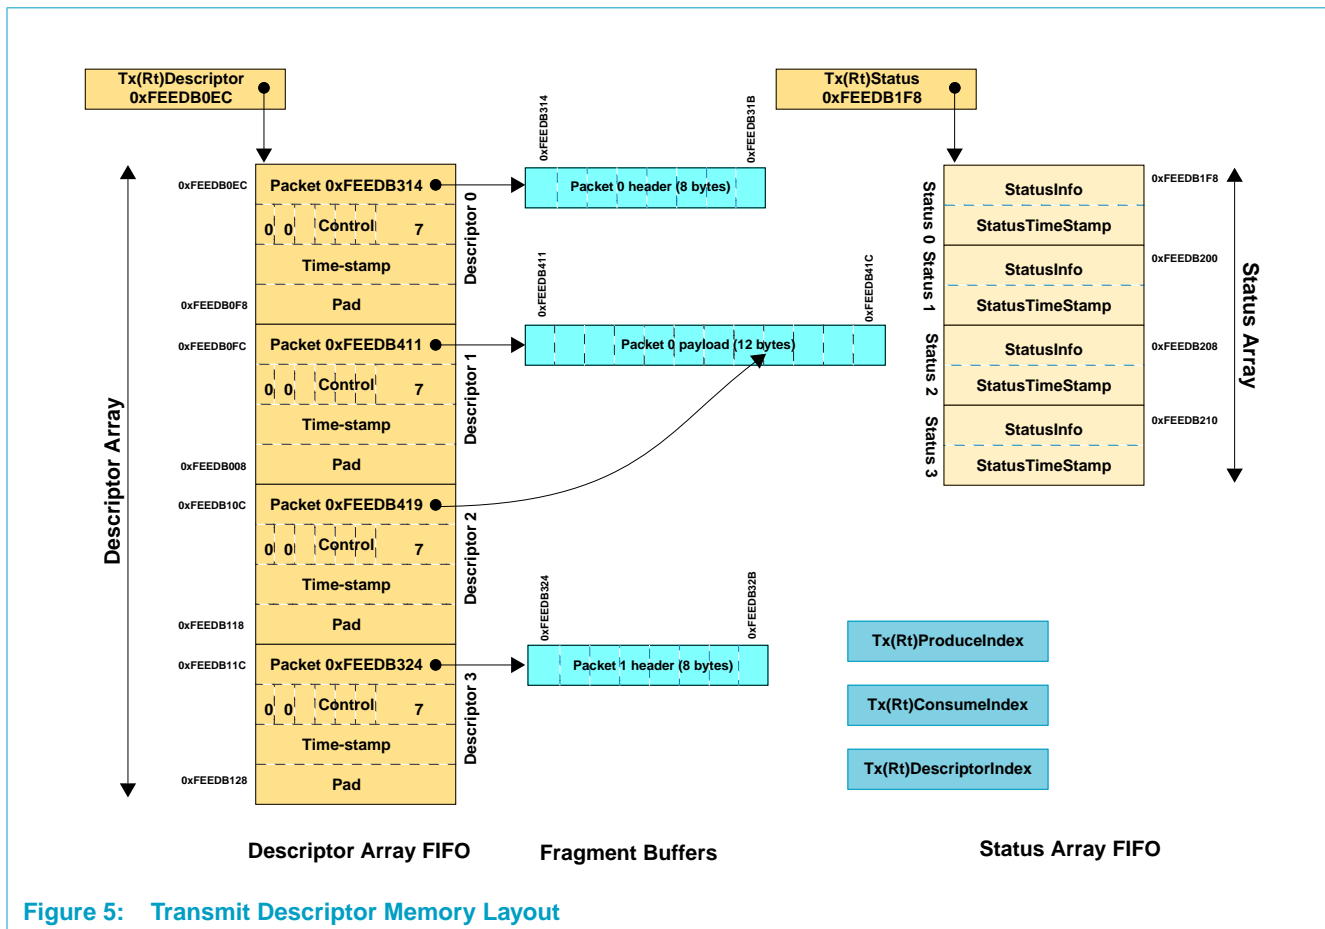 Tx(Rt)Descriptor
0xFEEDB0EC
Tx(Rt)Status
0xFEEDB1F8
Descriptor Array
0xFEEDB0EC
Packet 0xFEEDB314
0 0 Control 7
Time-stamp
0xFEEDB0F8
Pad
Descriptor 0
0xFEEDB0FC
Packet 0xFEEDB411
0 0 Control 7
Time-stamp
0xFEEDB008
Pad
Descriptor 1
0xFEEDB10C
Packet 0xFEEDB419
0 0 Control 7
Time-stamp
0xFEEDB118
Pad
Descriptor 2
0xFEEDB11C
Packet 0xFEEDB324
0 0 Control 7
Time-stamp
0xFEEDB128
Pad
Descriptor 3
0xFEEDB314
0xFEEDB31B
Packet 0 header (8 bytes)
0xFEEDB411
0xFEEDB41C
Packet 0 payload (12 bytes)
0xFEEDB324
0xFEEDB32B
Packet 1 header (8 bytes)
Status 0
StatusInfo
0xFEEDB1F8
StatusTimeStamp
Status 1
StatusInfo
0xFEEDB200
StatusTimeStamp
Status 2
StatusInfo
0xFEEDB208
StatusTimeStamp
Status 3
StatusInfo
0xFEEDB210
StatusTimeStamp
Status Array
Tx(Rt)ProduceIndex
Tx(Rt)ConsumeIndex
Tx(Rt)DescriptorIndex
Descriptor Array FIFO
Fragment Buffers
Status Array FIFO
Figure 5: Transmit Descriptor Memory Layout